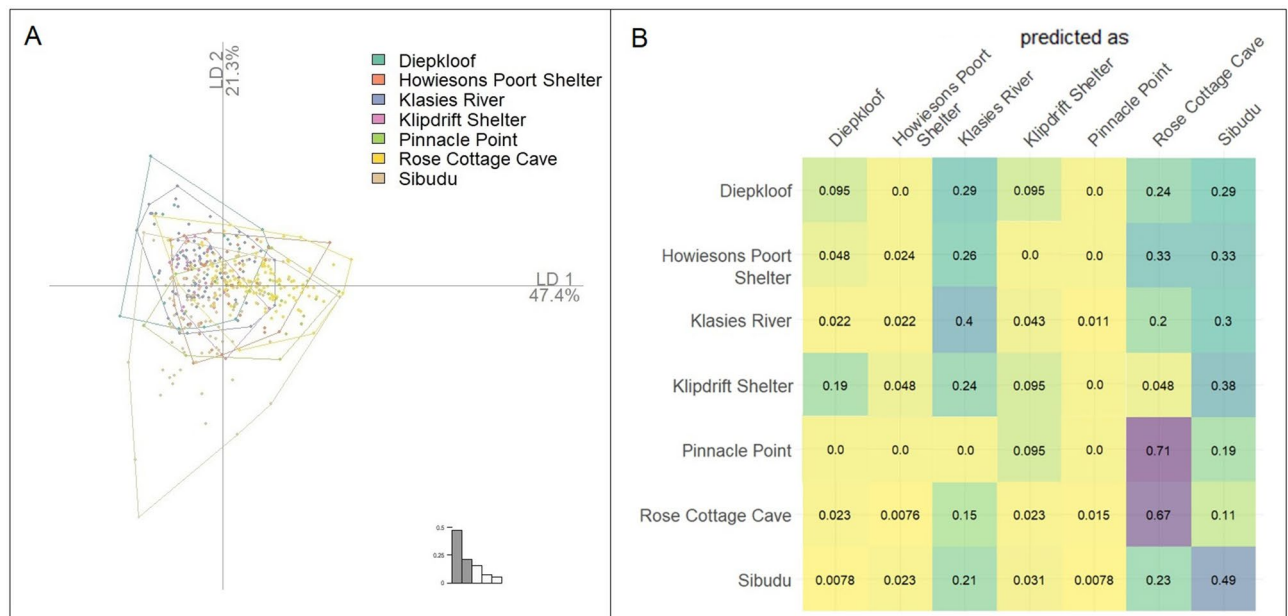 A
LD 2
21.3%
Diepkloof
Howiesons Poort Shelter
Klasies River
Klipdrift Shelter
Pinnacle Point
Rose Cottage Cave
Sibudu
LD 1
47.4%
0.5
0.25
0
B
predicted as
Diepkloof
Howiesons Poort
Shelter
Klasies River
Klipdrift Shelter
Pinnacle Point
Rose Cottage Cave
Sibudu
Diepkloof 0.095 0.0 0.29 0.095 0.0 0.24 0.29
Howiesons Poort
Shelter 0.048 0.024 0.26 0.0 0.0 0.33 0.33
Klasies River 0.022 0.022 0.4 0.043 0.011 0.2 0.3
Klipdrift Shelter 0.19 0.048 0.24 0.095 0.0 0.048 0.38
Pinnacle Point 0.0 0.0 0.0 0.095 0.0 0.71 0.19
Rose Cottage Cave 0.023 0.0076 0.15 0.023 0.015 0.67 0.11
Sibudu 0.0078 0.023 0.21 0.031 0.0078 0.23 0.49